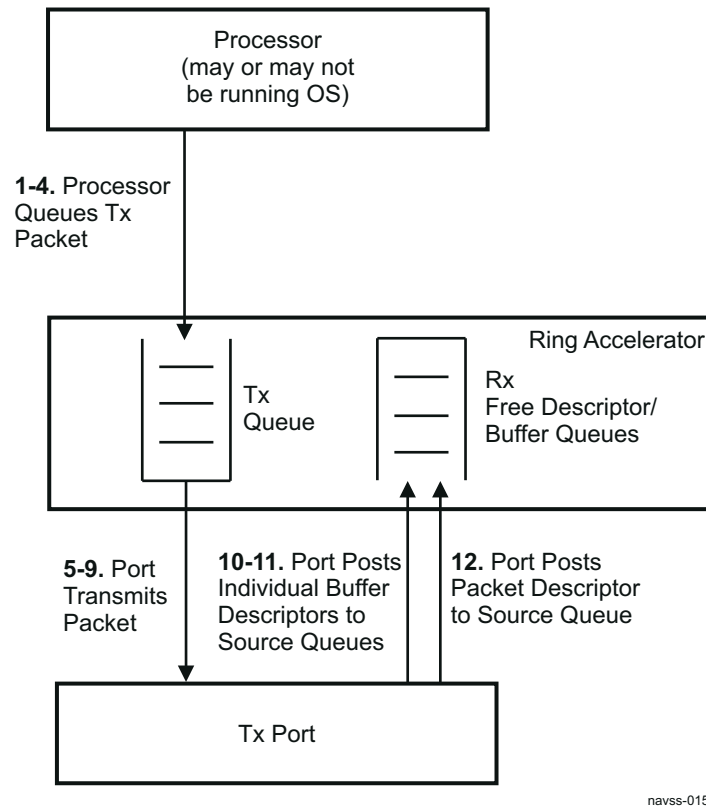 Processor
(may or may not
be running OS)
1-4. Processor
Queues Tx
Packet
Ring Accelerator
Tx
Queue
Rx
Free Descriptor/
Buffer Queues
5-9. Port
Transmits
Packet
10-11. Port Posts
Individual Buffer
Descriptors to
Source Queues
12. Port Posts
Packet Descriptor
to Source Queue
Tx Port
navss-015